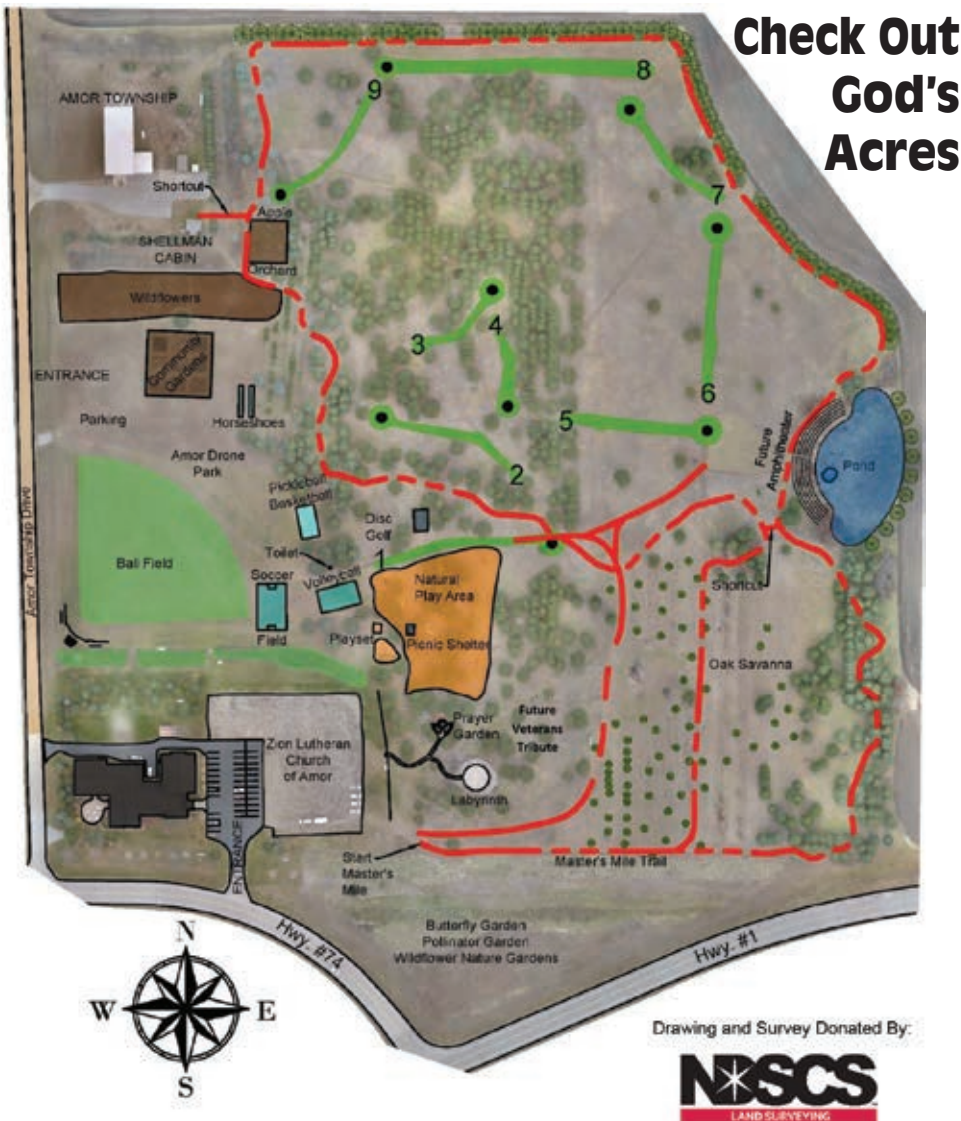 Check Out
God's
Acres
AMOR TOWNSHIP
Shortcut
SHELLMAN
CABIN
Apple
Orchard
Wildflowers
Community
Gardens
ENTRANCE
Parking
Horseshoes
Amor Drone
Park
Pickleball
Basketball
Disc
Golf
Toilet
Volleyball
Ball Field
Soccer
Field
Playset
Natural
Play Area
Picnic Shelter
Amor Township Drive
1
2
3
4
5
6
7
8
9
Future
Amphitheater
Pond
Shortcut
Oak Savanna
Prayer
Garden
Future
Veterans
Tribute
Labyrinth
Zion Lutheran
Church
of Amor
ENTRANCE
Start
Master's
Mile
Master's Mile Trail
Butterfly Garden
Pollinator Garden
Wildflower Nature Gardens
Hwy. #74
Hwy. #1
N
W
E
S
Drawing and Survey Donated By:
NDSCS
LAND SURVEYING